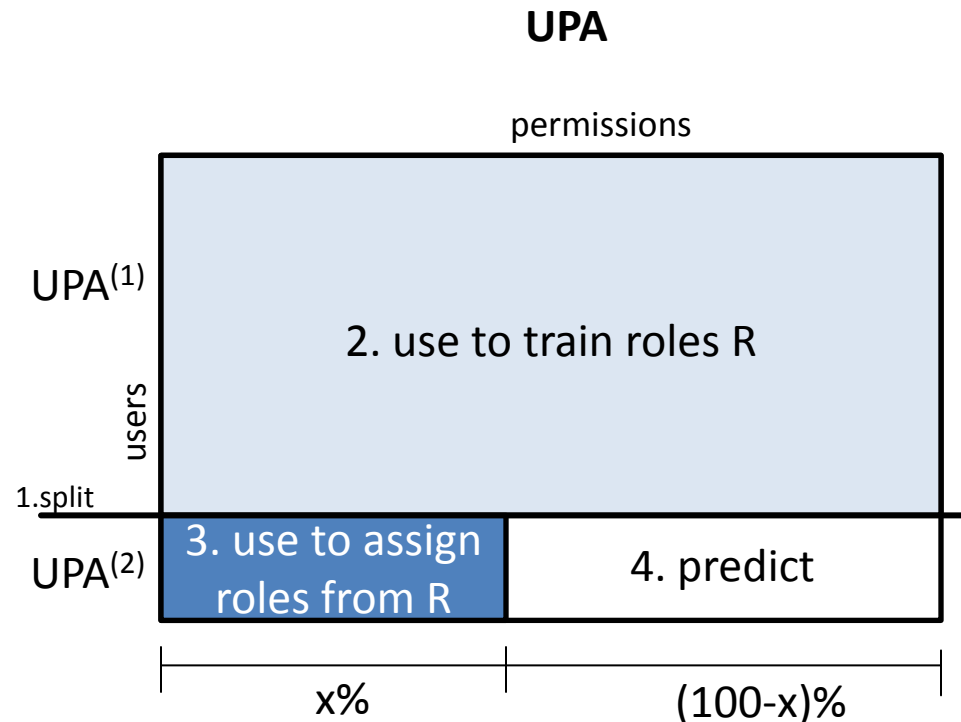 UPA
permissions
UPA⁽¹⁾
2. use to train roles R
users
1.split
UPA⁽²⁾
3. use to assign
roles from R
4. predict
x%
(100-x)%